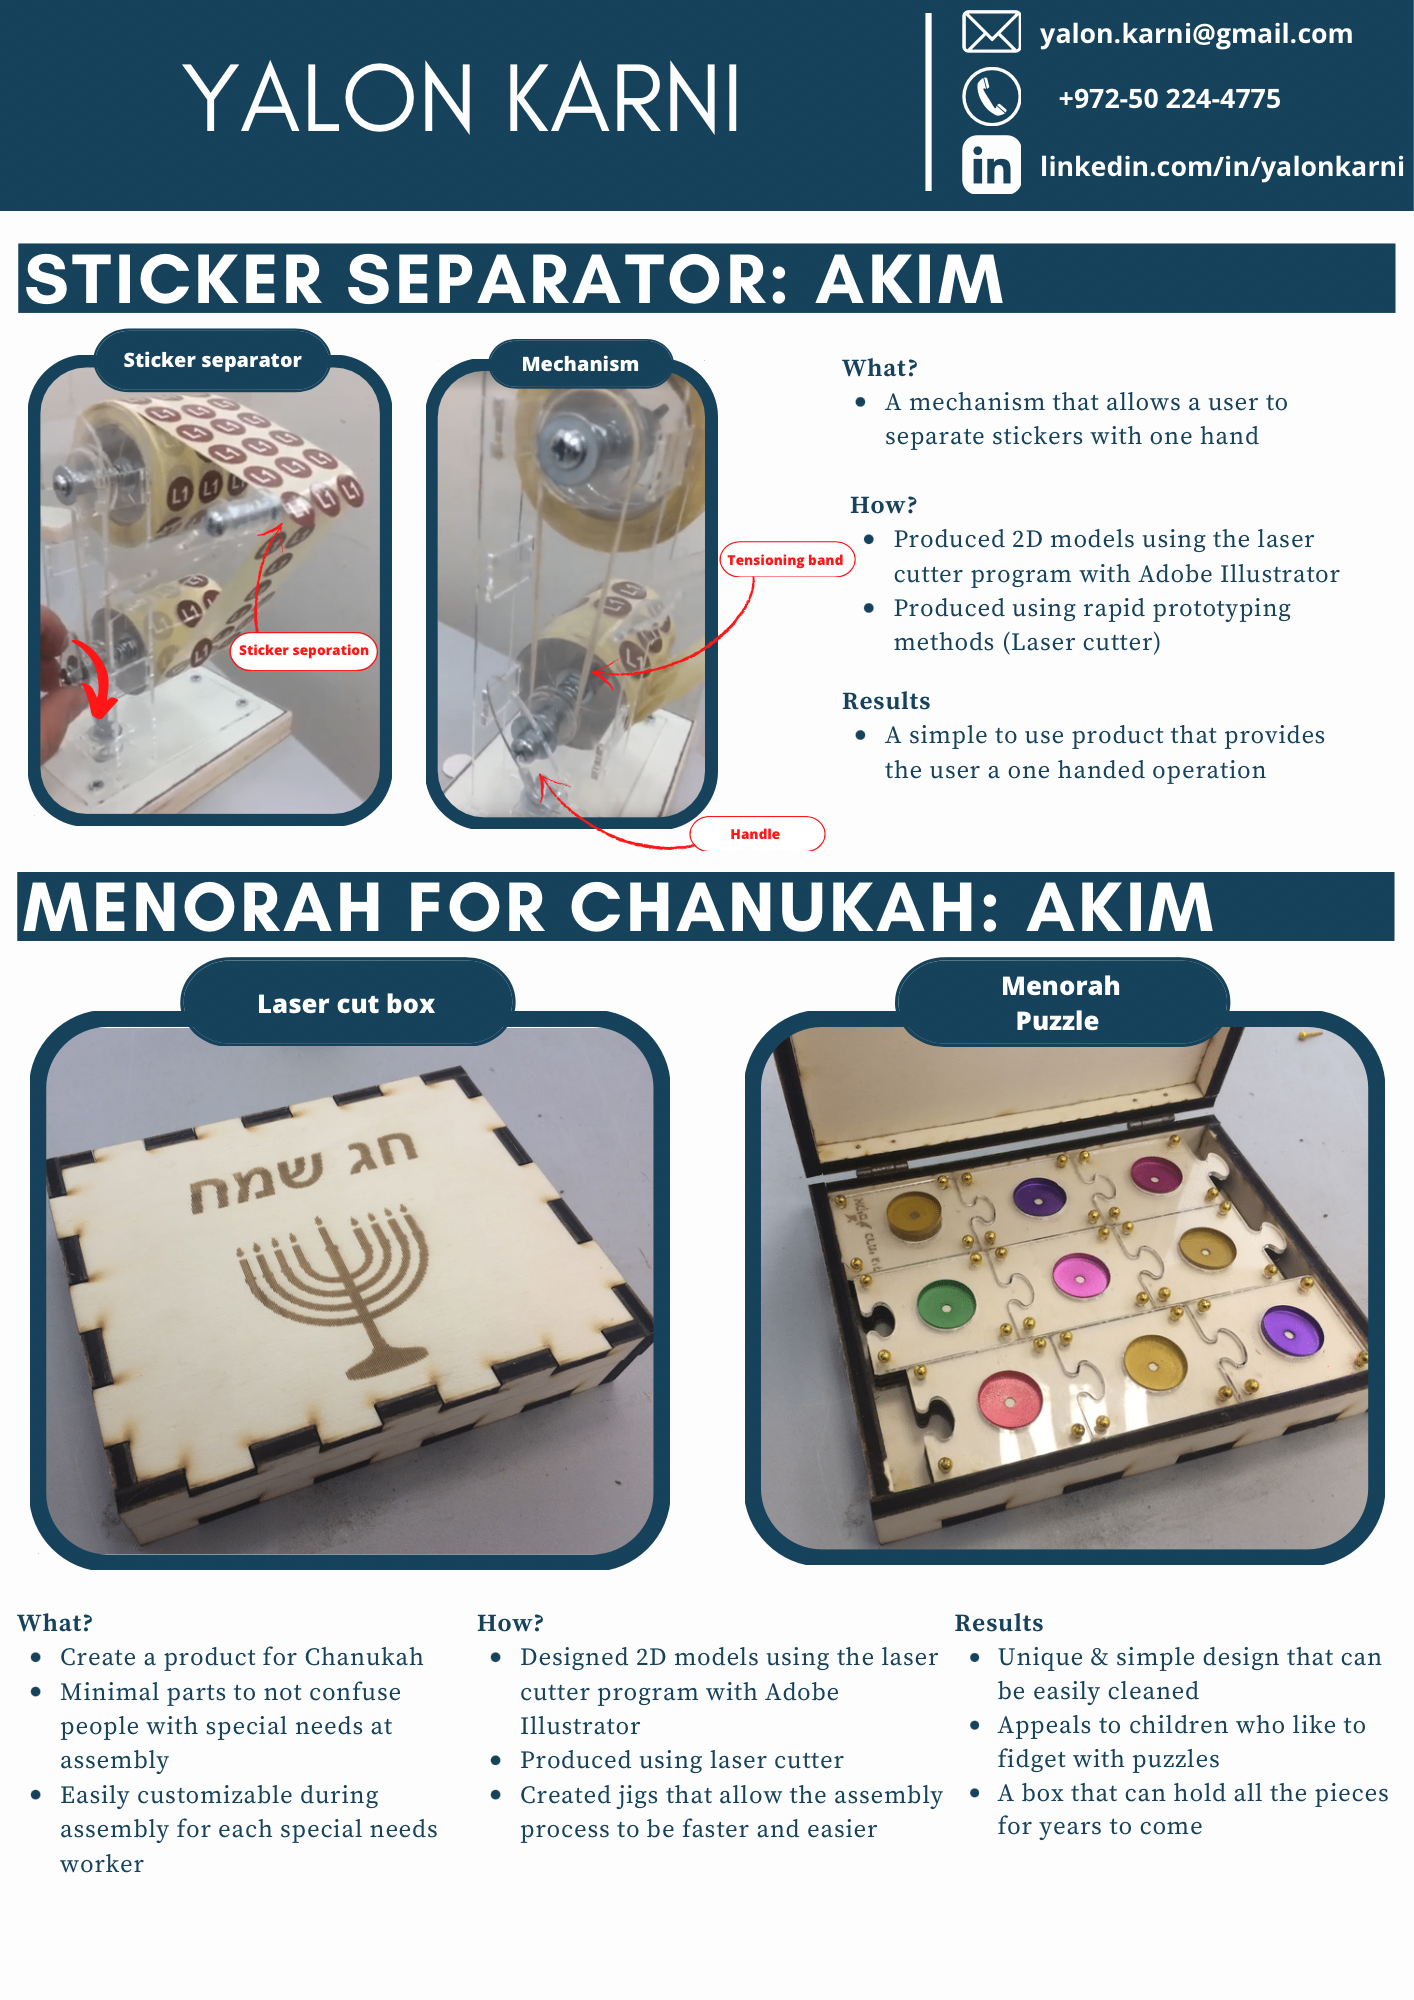 YALON KARNI
yalon.karni@gmail.com
+972-50 224-4775
in
linkedin.com/in/yalonkarni
STICKER SEPARATOR: AKIM
Sticker separator
L1 L1 L1
L1 L1
L1
Sticker seporation
Mechanism
Tensioning band
Handle
What?
• A mechanism that allows a user to
separate stickers with one hand
How?
• Produced 2D models using the laser
cutter program with Adobe Illustrator
• Produced using rapid prototyping
methods (Laser cutter)
Results
• A simple to use product that provides
the user a one handed operation
MENORAH FOR CHANUKAH: AKIM
Laser cut box
חג שמח
Menorah
Puzzle
What?
• Create a product for Chanukah
• Minimal parts to not confuse
people with special needs at
assembly
• Easily customizable during
assembly for each special needs
worker
How?
• Designed 2D models using the laser
cutter program with Adobe
Illustrator
• Produced using laser cutter
• Created jigs that allow the assembly
process to be faster and easier
Results
• Unique & simple design that can
be easily cleaned
• Appeals to children who like to
fidget with puzzles
• A box that can hold all the pieces
for years to come